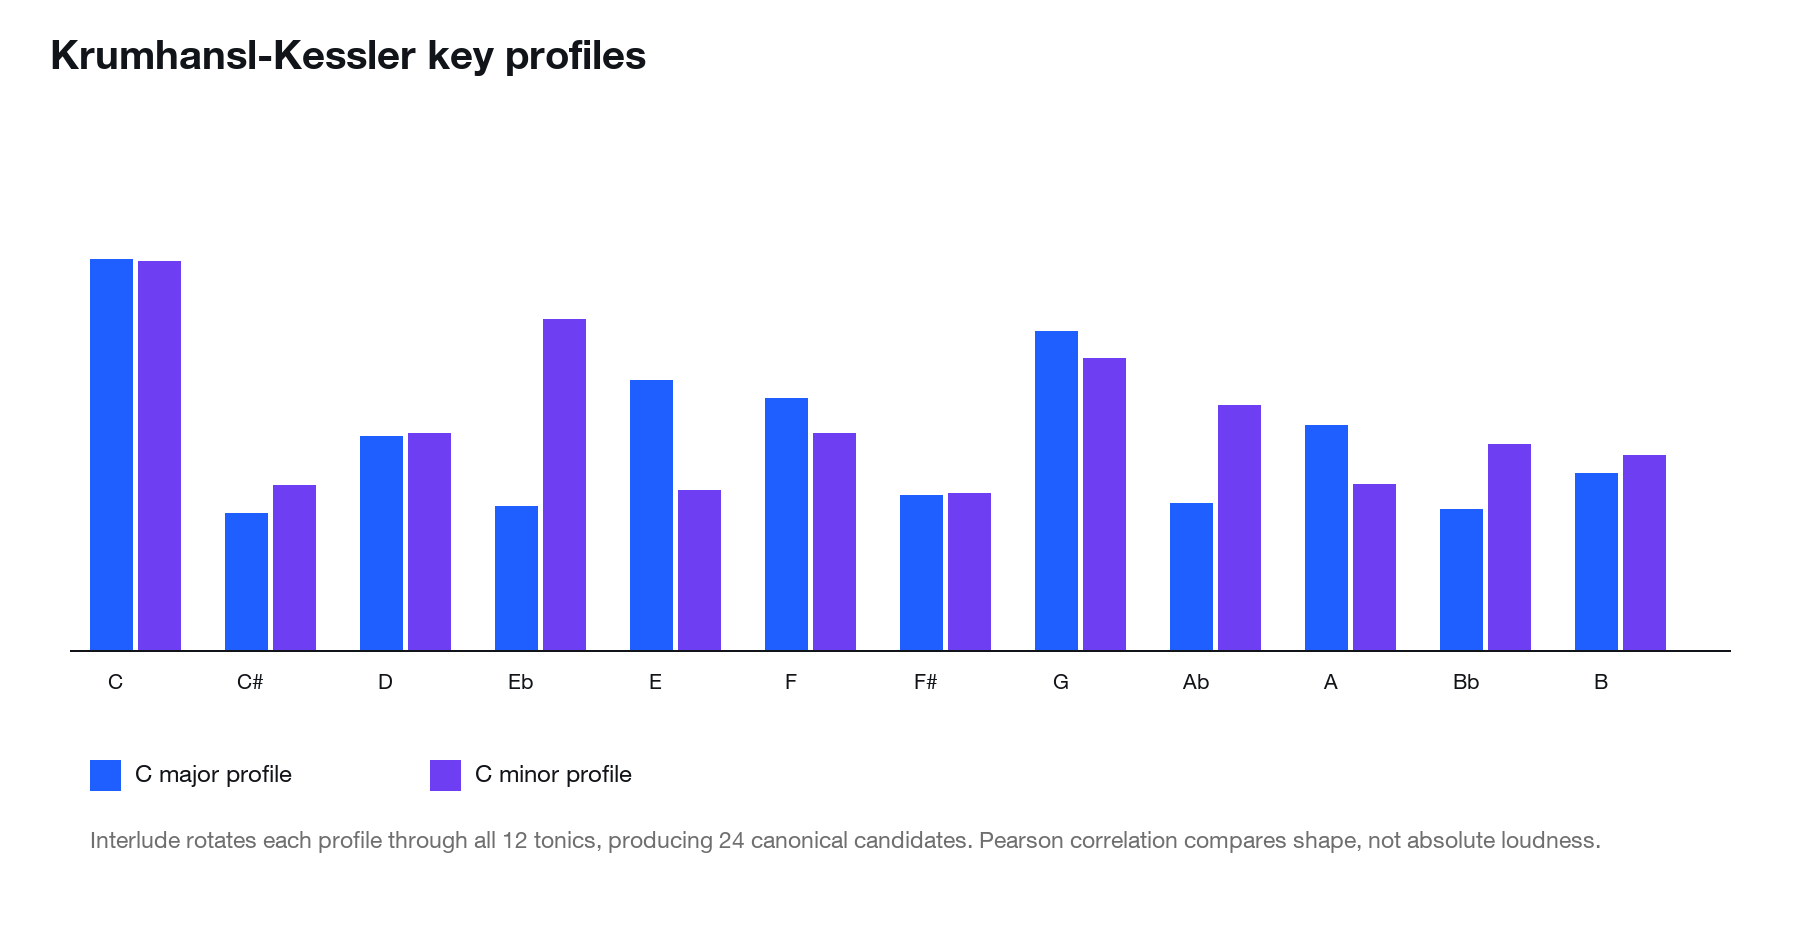 Krumhansl-Kessler key profiles
C C# D Eb E F F# G Ab A Bb B
C major profile C minor profile
Interlude rotates each profile through all 12 tonics, producing 24 canonical candidates. Pearson correlation compares shape, not absolute loudness.